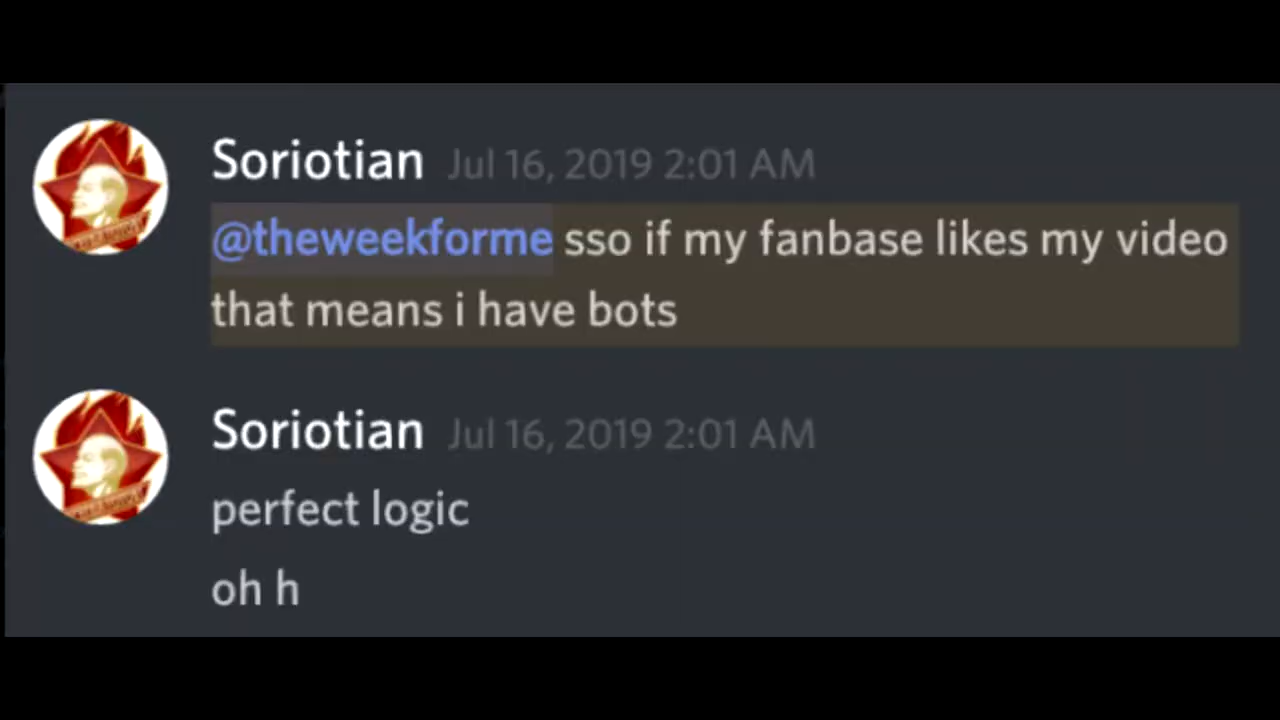 Soriotian Jul 16, 2019 2:01 AM
@theweekforme sso if my fanbase likes my video
that means i have bots
Soriotian Jul 16, 2019 2:01 AM
perfect logic
oh h